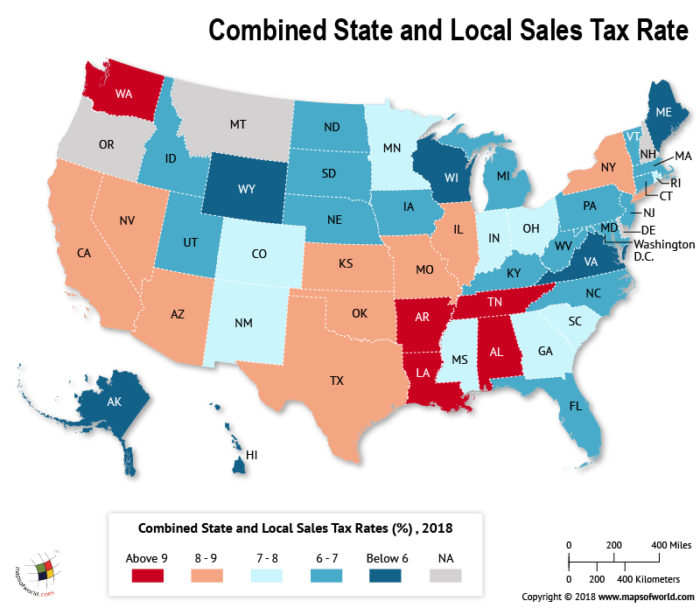 Combined State and Local Sales Tax Rate
WA
MT
ND
MN
ME
VT
OR
ID
SD
WI
MI
NY
NH
MA
RI
CT
WY
IA
PA
NJ
NV
UT
NE
IL
IN
OH
MD
DE
Washington
D.C.
CA
CO
KS
MO
KY
WV
VA
AZ
NM
OK
AR
TN
NC
SC
TX
LA
MS
AL
GA
FL
AK
HI
Combined State and Local Sales Tax Rates (%) , 2018
Above 9 8 - 9 7 - 8 6 - 7 Below 6 NA
0 200 400 Miles
0 200 400 Kilometers
mapsofworld.com
Copyright © 2018 www.mapsofworld.com